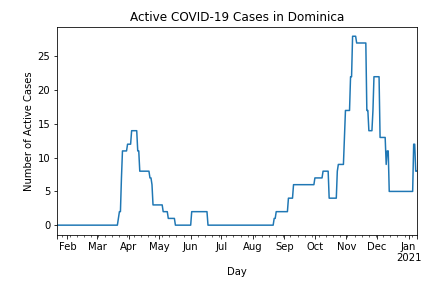 Active COVID-19 Cases in Dominica
Number of Active Cases
25
20
15
10
5
0
Feb Mar Apr May Jun Jul Aug Sep Oct Nov Dec Jan
2021
Day